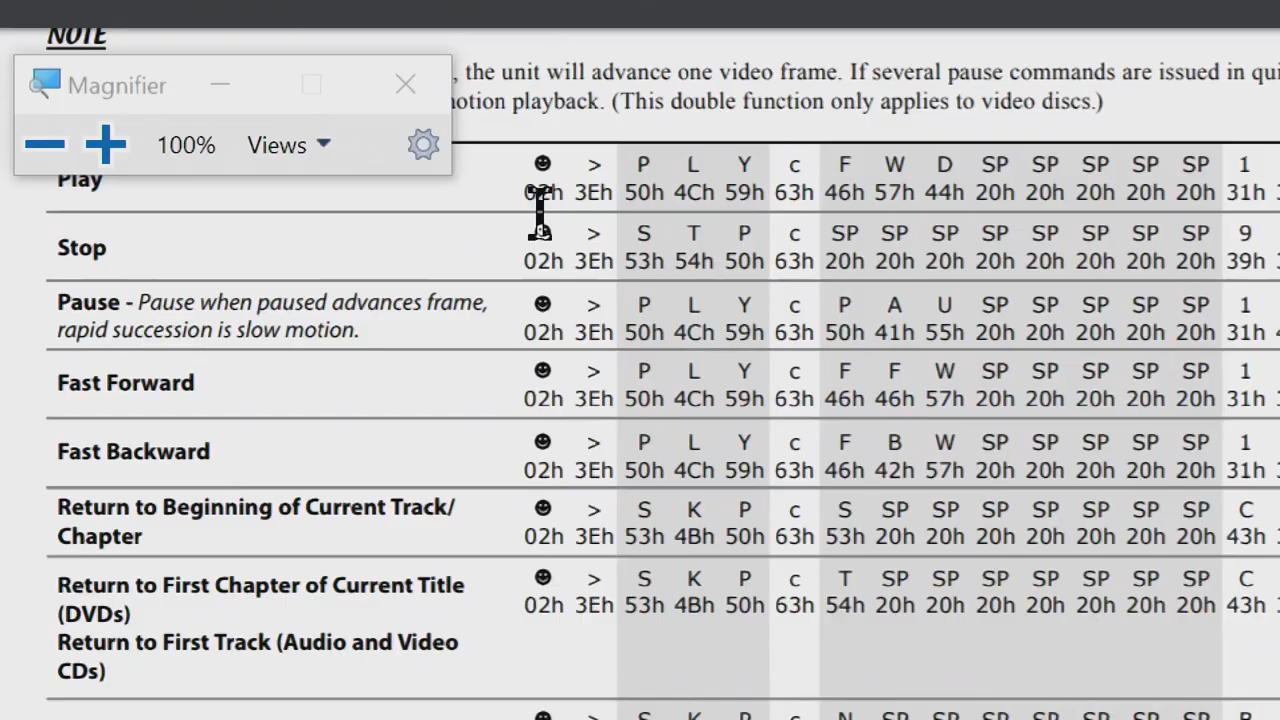 NOTE
Magnifier
, the unit will advance one video frame. If several pause commands are issued in
motion playback. (This double function only applies to video discs.)
100% Views
☻ > P L Y c F W D SP SP SP SP SP 1
Play
02h 3Eh 50h 4Ch 59h 63h 46h 57h 44h 20h 20h 20h 20h 20h 31h
> S T P c SP SP SP SP SP SP SP SP 9
Stop
02h 3Eh 53h 54h 50h 63h 20h 20h 20h 20h 20h 20h 20h 20h 39h
Pause - Pause when paused advances frame,
rapid succession is slow motion.
☻ > P L Y c P A U SP SP SP SP SP 1
02h 3Eh 50h 4Ch 59h 63h 50h 41h 55h 20h 20h 20h 20h 20h 31h
Fast Forward
☻ > P L Y c F F W SP SP SP SP SP 1
02h 3Eh 50h 4Ch 59h 63h 46h 46h 57h 20h 20h 20h 20h 20h 31h
Fast Backward
☻ > P L Y c F B W SP SP SP SP SP 1
02h 3Eh 50h 4Ch 59h 63h 46h 42h 57h 20h 20h 20h 20h 20h 31h
Return to Beginning of Current Track/
Chapter
☻ > S K P c S SP SP SP SP SP SP SP C
02h 3Eh 53h 4Bh 50h 63h 53h 20h 20h 20h 20h 20h 20h 20h 43h
Return to First Chapter of Current Title
(DVDs)
Return to First Track (Audio and Video
CDs)
☻ > S K P c T SP SP SP SP SP SP SP C
02h 3Eh 53h 4Bh 50h 63h 54h 20h 20h 20h 20h 20h 20h 20h 43h